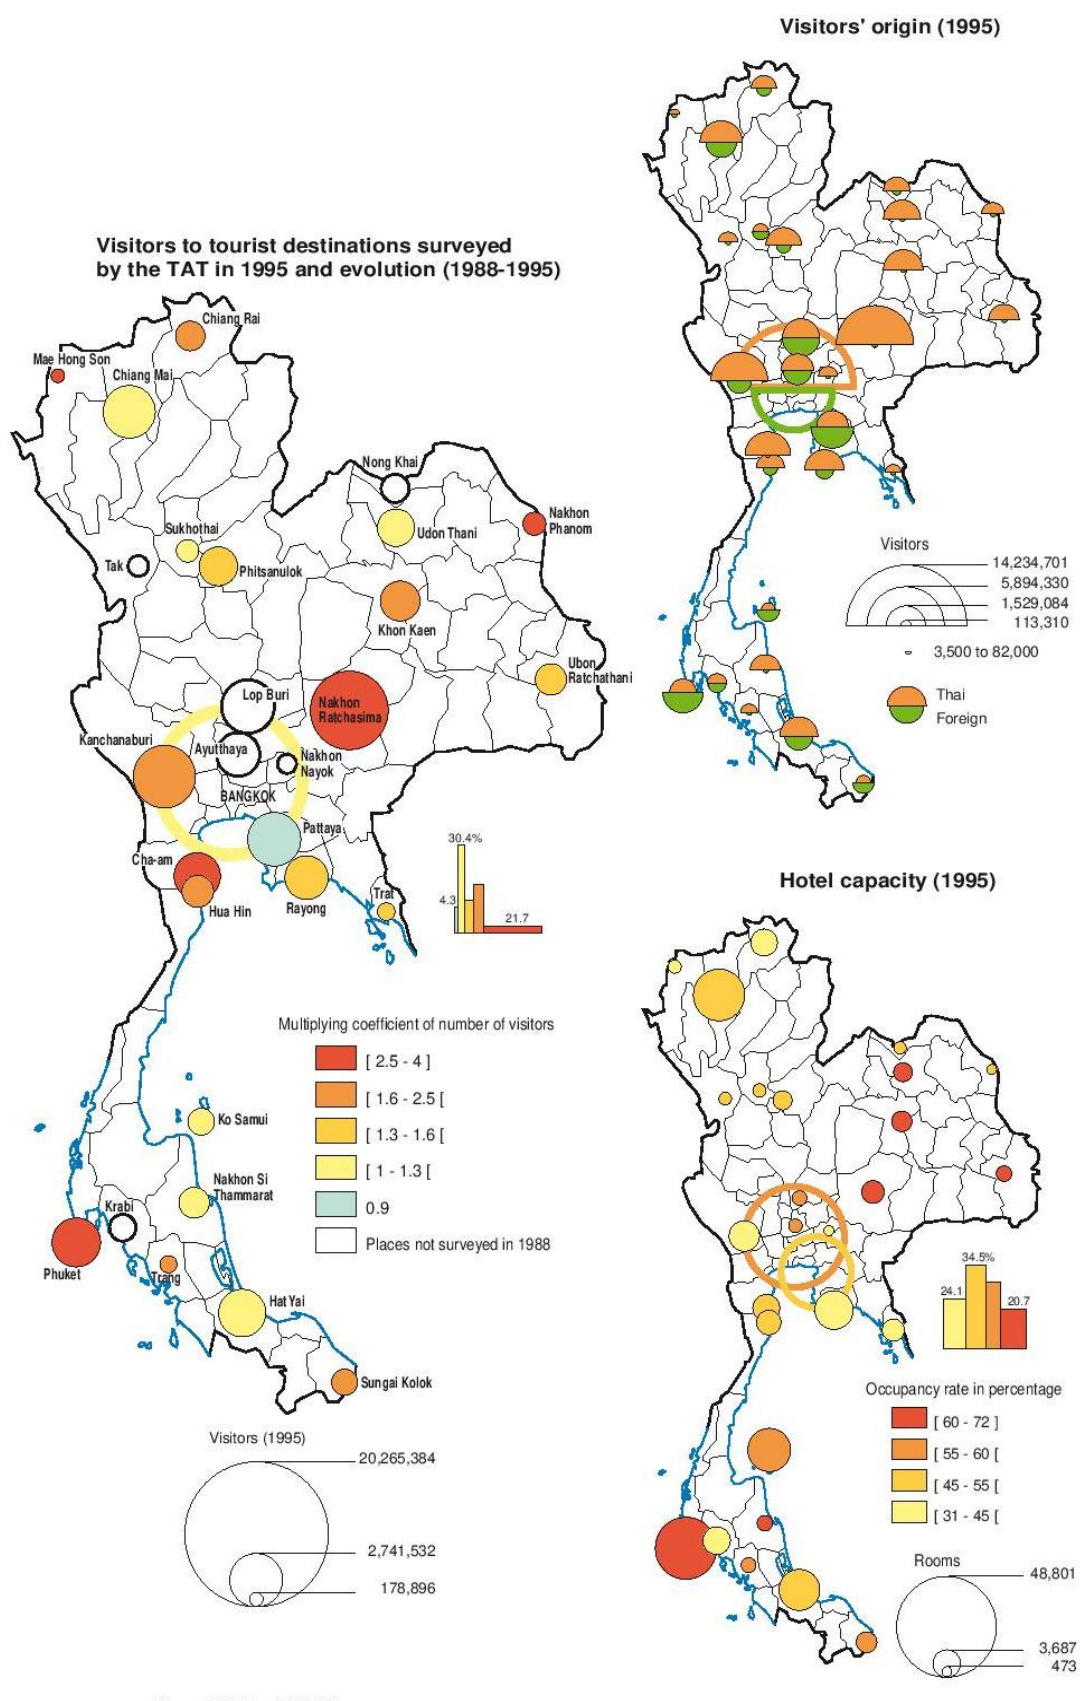 Visitors' origin (1995)
Visitors to tourist destinations surveyed
by the TAT in 1995 and evolution (1988-1995)
Chiang Rai
Mae Hong Son
Chiang Mai
Nong Khai
Nakhon
Phanom
Sukhothai
Udon Thani
Tak
Phitsanulok
Khon Kaen
Ubon
Ratchathani
Lop Buri
Nakhon
Ratchasima
Kanchanaburi
Ayutthaya
Nakhon
Nayok
BANGKOK
Pattaya
Cha-am
Hua Hin
Rayong
Trat
30.4%
4.3
21.7
Multiplying coefficient of number of visitors
[ 2.5 - 4 ]
[ 1.6 - 2.5 [
[ 1.3 - 1.6 [
[ 1 - 1.3 [
0.9
Places not surveyed in 1988
Ko Samui
Nakhon Si
Thammarat
Krabi
Phuket
Trang
Hat Yai
Sungai Kolok
Visitors (1995)
20,265,384
2,741,532
178,896
Visitors
14,234,701
5,894,330
1,529,084
113,310
3,500 to 82,000
Thai
Foreign
Hotel capacity (1995)
34.5%
24.1
20.7
Occupancy rate in percentage
[ 60 - 72 ]
[ 55 - 60 [
[ 45 - 55 [
[ 31 - 45 [
Rooms
48,801
3,687
473